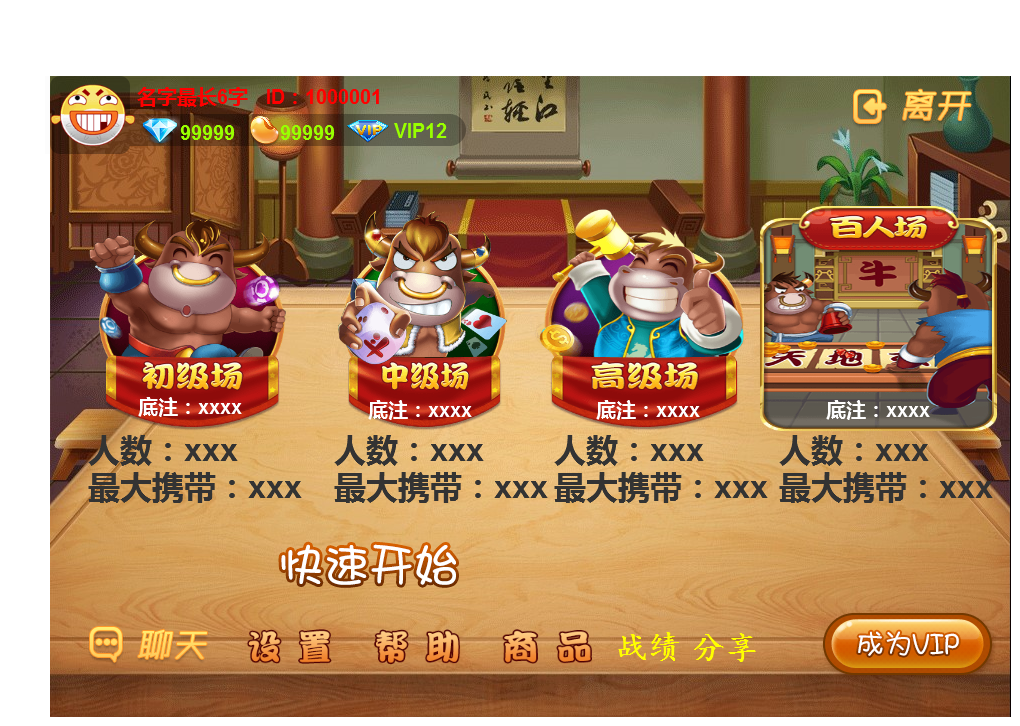 名字最长6字 ID：1000001
99999 99999 VIP VIP12
离开
百人场
牛
天 地
初级场 中级场 高级场
底注：xxxx 底注：xxxx 底注：xxxx 底注：xxxx
人数：xxx 人数：xxx 人数：xxx 人数：xxx
最大携带：xxx 最大携带：xxx 最大携带：xxx 最大携带：xxx
快速开始
聊天 设置 帮助 商品 战绩 分享 成为VIP